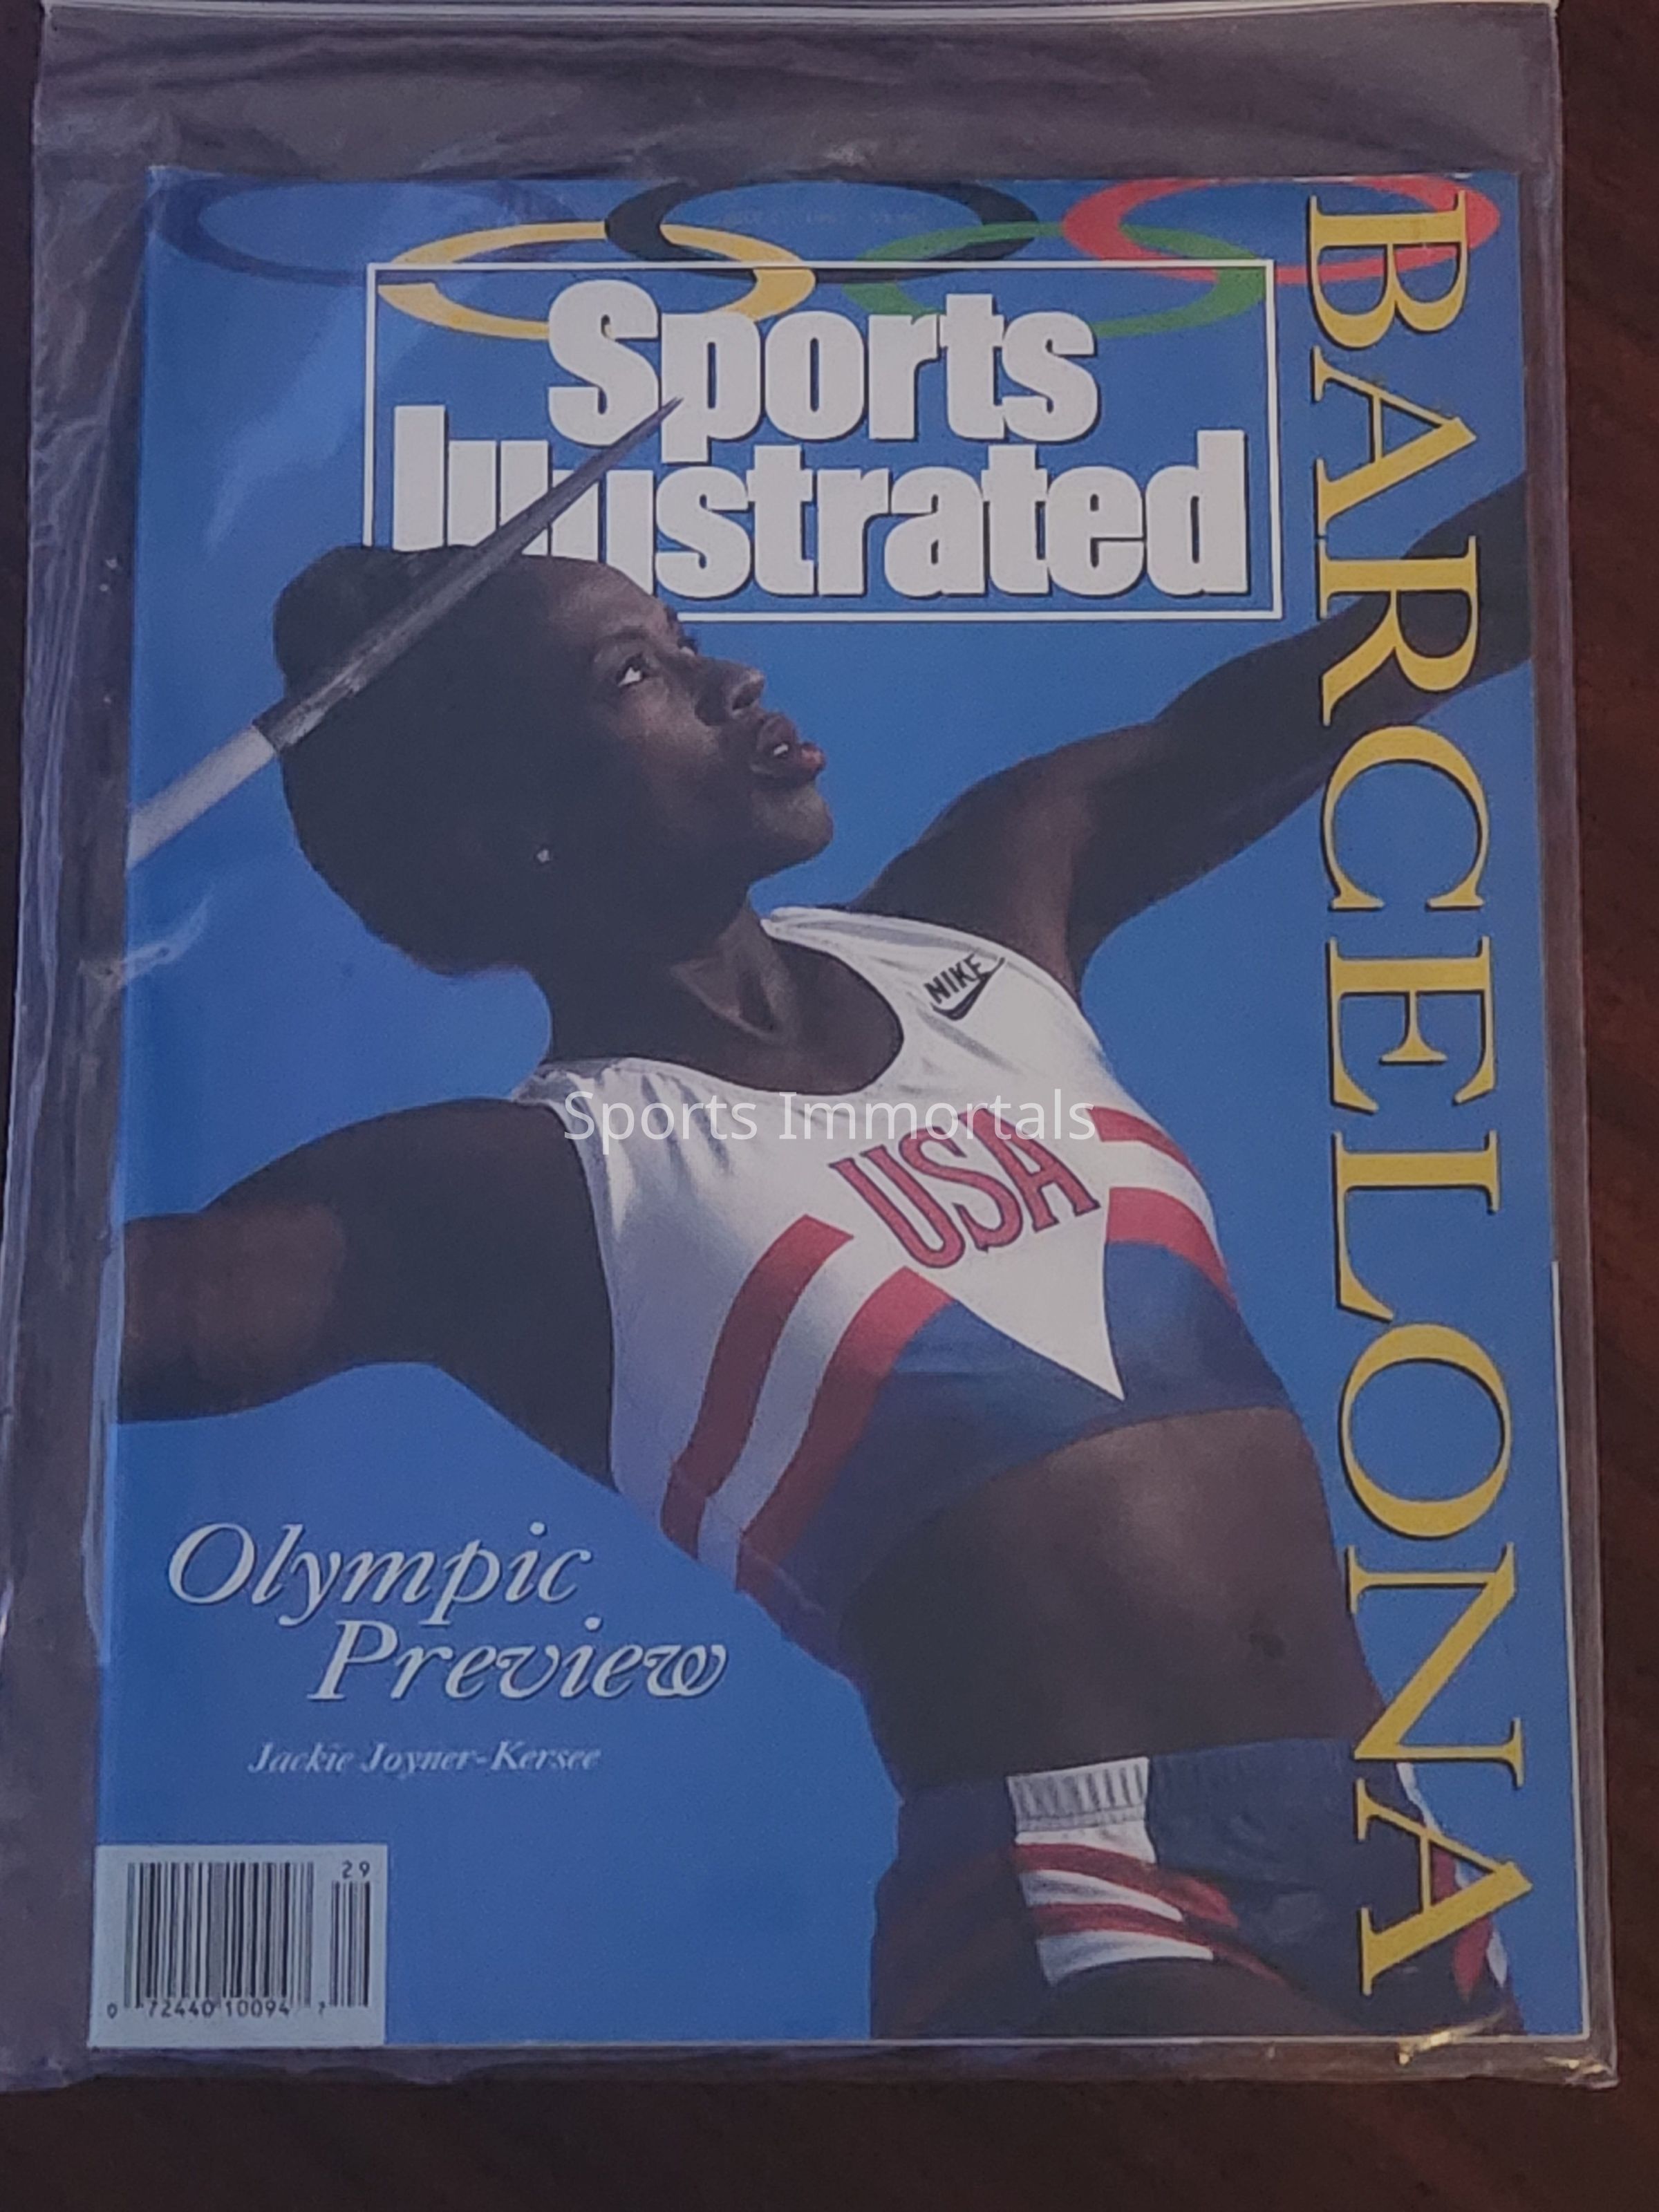 Sports
Illustrated
BARCELONA
NIKE
Sports Immortals
USA
Olympic
Preview
Jackie Joyner-Kersee
29
0 72440 10094 7